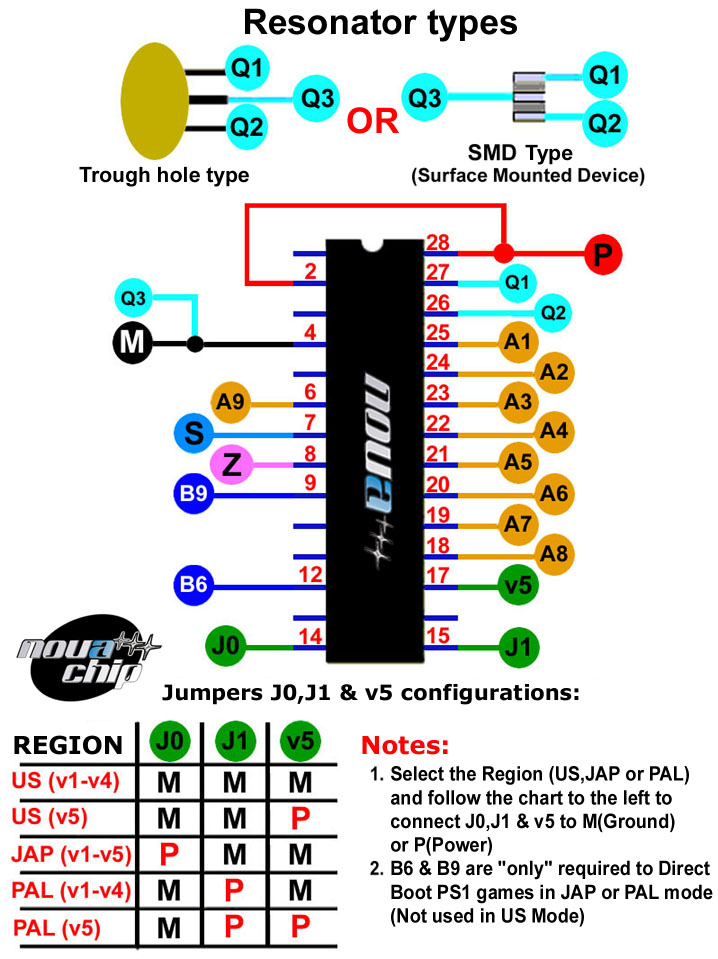 Resonator types
Q1
Q3
Q2
OR
Q3
Q1
Q2
Trough hole type
SMD Type
(Surface Mounted Device)
28
P
2
27
Q1
Q3
26
Q2
M
4
25
A1
24
A2
A9
6
23
A3
S
7
22
A4
Z
8
21
A5
B9
9
20
A6
19
A7
18
A8
B6
12
17
v5
J0
14
15
J1
nova
nova
chip
Jumpers J0,J1 & v5 configurations:
REGION J0 J1 v5
US (v1-v4) M M M
US (v5) M M P
JAP (v1-v5) P M M
PAL (v1-v4) M P M
PAL (v5) M P P
Notes:
1. Select the Region (US,JAP or PAL)
and follow the chart to the left to
connect J0,J1 & v5 to M(Ground)
or P(Power)
2. B6 & B9 are "only" required to Direct
Boot PS1 games in JAP or PAL mode
(Not used in US Mode)